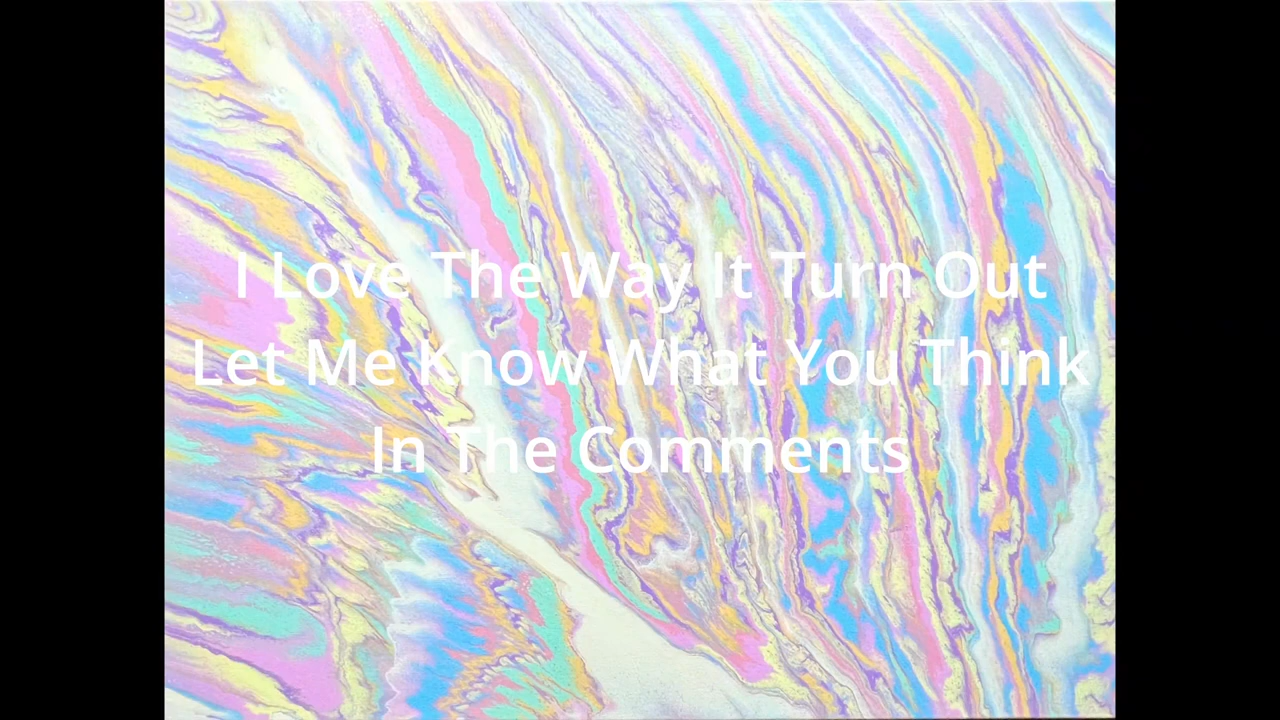 I Love The Way It Turn Out
Let Me Know What You Think
In The Comments